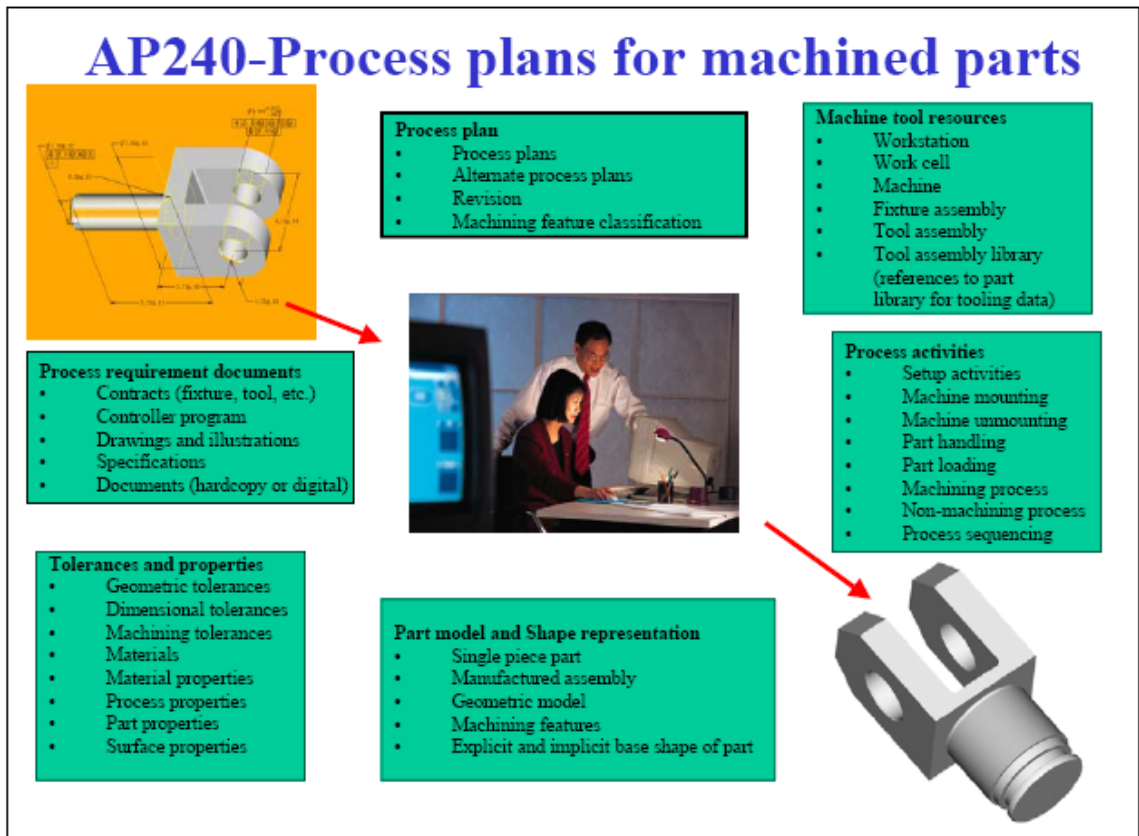 AP240-Process plans for machined parts
Process plan
• Process plans
• Alternate process plans
• Revision
• Machining feature classification
Machine tool resources
• Workstation
• Work cell
• Machine
• Fixture assembly
• Tool assembly
• Tool assembly library
(references to part
library for tooling data)
Process requirement documents
• Contracts (fixture, tool, etc.)
• Controller program
• Drawings and illustrations
• Specifications
• Documents (hardcopy or digital)
Process activities
• Setup activities
• Machine mounting
• Machine unmounting
• Part handling
• Part loading
• Machining process
• Non-machining process
• Process sequencing
Tolerances and properties
• Geometric tolerances
• Dimensional tolerances
• Machining tolerances
• Materials
• Material properties
• Process properties
• Part properties
• Surface properties
Part model and Shape representation
• Single piece part
• Manufactured assembly
• Geometric model
• Machining features
• Explicit and implicit base shape of part